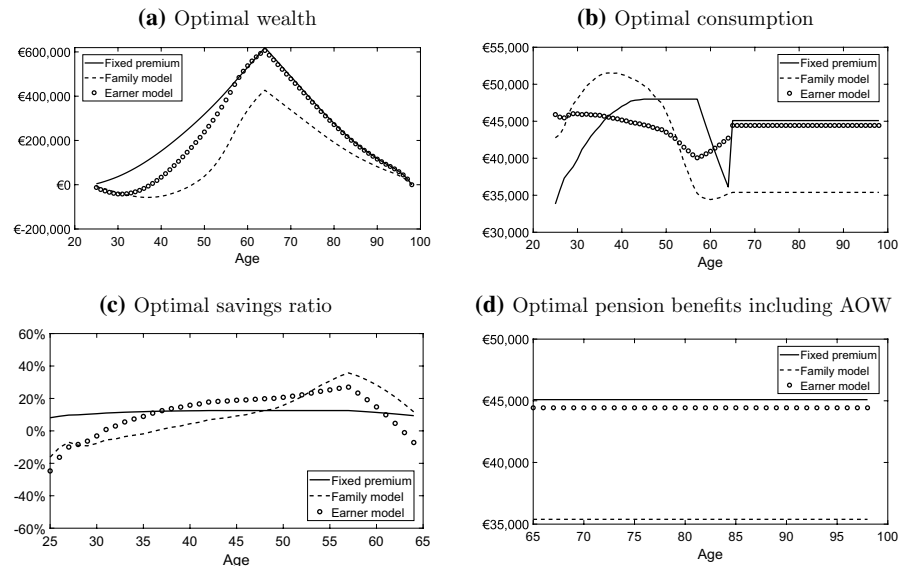 (a) Optimal wealth
€600,000
€400,000
€200,000
€0
€-200,000
20 30 40 50 60 70 80 90 100
Age
Fixed premium
Family model
Earner model
(b) Optimal consumption
€55,000
€50,000
€45,000
€40,000
€35,000
€30,000
20 30 40 50 60 70 80 90 100
Age
Fixed premium
Family model
Earner model
(c) Optimal savings ratio
60%
40%
20%
0%
-20%
-40%
-60%
25 30 35 40 45 50 55 60 65
Age
Fixed premium
Family model
Earner model
(d) Optimal pension benefits including AOW
€50,000
€45,000
€40,000
€35,000
65 70 75 80 85 90 95 100
Age
Fixed premium
Family model
Earner model